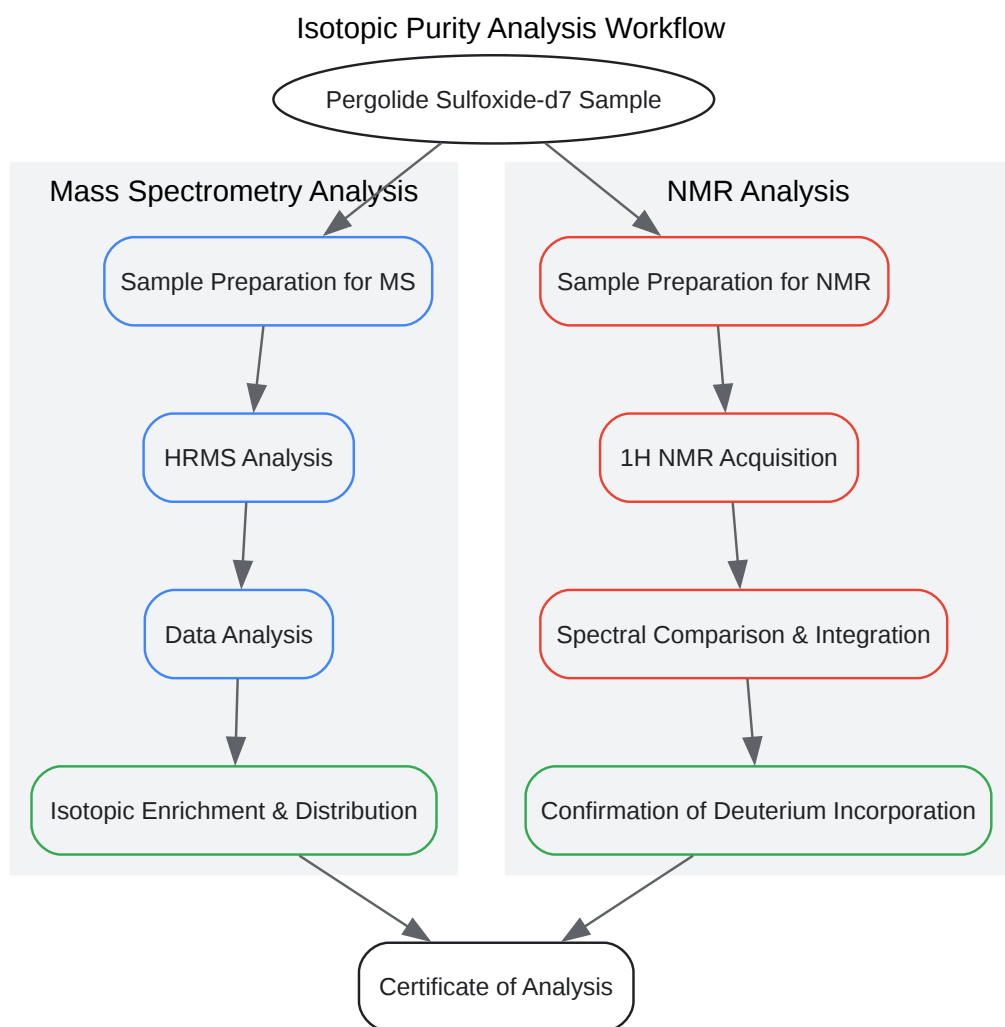 Isotopic Purity Analysis Workflow
Pergolide Sulfoxide-d7 Sample
Mass Spectrometry Analysis
Sample Preparation for MS
HRMS Analysis
Data Analysis
Isotopic Enrichment & Distribution
NMR Analysis
Sample Preparation for NMR
1H NMR Acquisition
Spectral Comparison & Integration
Confirmation of Deuterium Incorporation
Certificate of Analysis